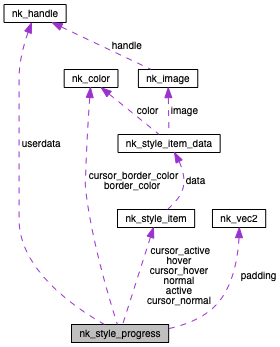 nk_handle
handle
nk_color
nk_image
color
image
userdata
nk_style_item_data
cursor_border_color
border_color
data
nk_style_item
nk_vec2
cursor_active
hover
cursor_hover
normal
active
cursor_normal
padding
nk_style_progress